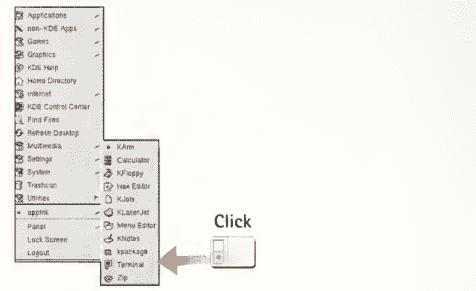 Applications
non-KDE Apps
Games
Graphics
KDE Help
Home Directory
Internet
KDE Control Center
Find Files
Refresh Desktop
Multimedia
Settings
System
Trashcan
Utilities
appink
Panel
Lock Screen
Logout
KArm
Calculator
KFloppy
Hex Editor
KJots
KLaserJet
Menu Editor
KNotes
kpackage
Terminal
Zip
Click